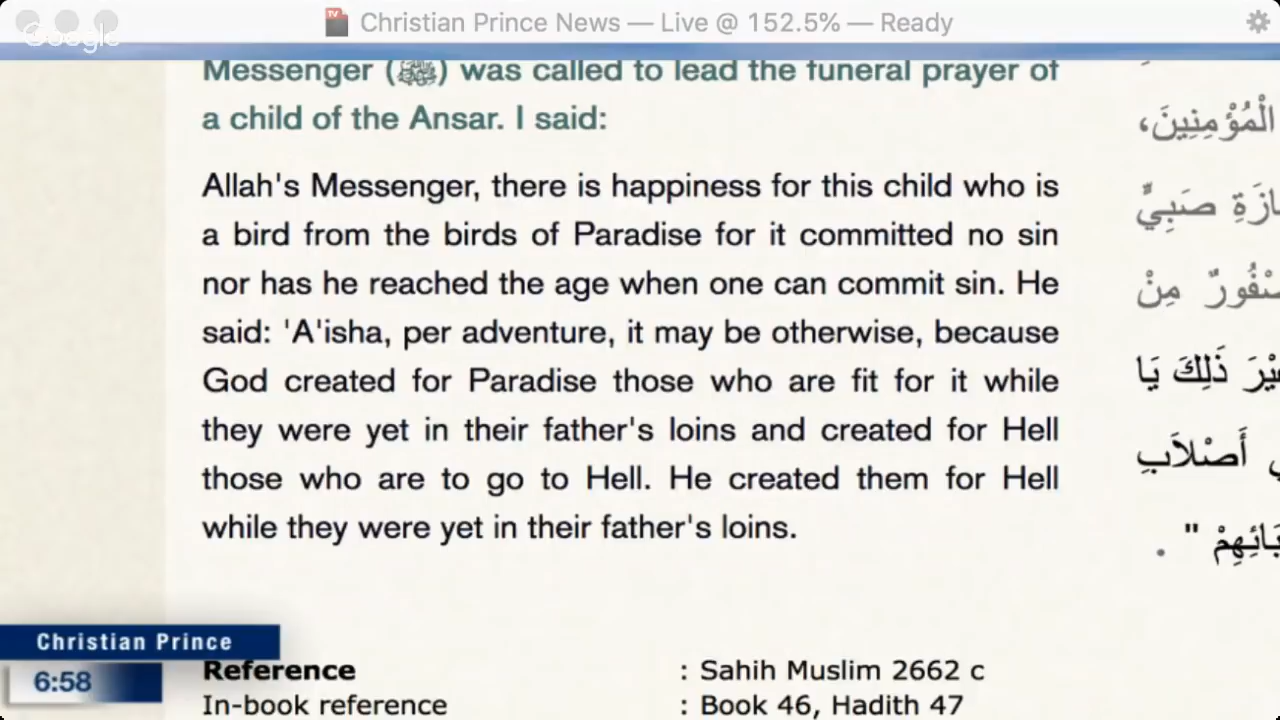 Christian Prince News — Live @ 152.5% — Ready
Google
Messenger (ﷺ) was called to lead the funeral prayer of
a child of the Ansar. I said:
Allah's Messenger, there is happiness for this child who is
a bird from the birds of Paradise for it committed no sin
nor has he reached the age when one can commit sin. He
said: 'A'isha, per adventure, it may be otherwise, because
God created for Paradise those who are fit for it while
they were yet in their father's loins and created for Hell
those who are to go to Hell. He created them for Hell
while they were yet in their father's loins.
الْمُؤْمِنِينَ،
صَبِيٍّ
مِنْ
ذَلِكَ يَا
أَصْلاَبِ
" .
Christian Prince
6:58
Reference : Sahih Muslim 2662 c
In-book reference : Book 46, Hadith 47